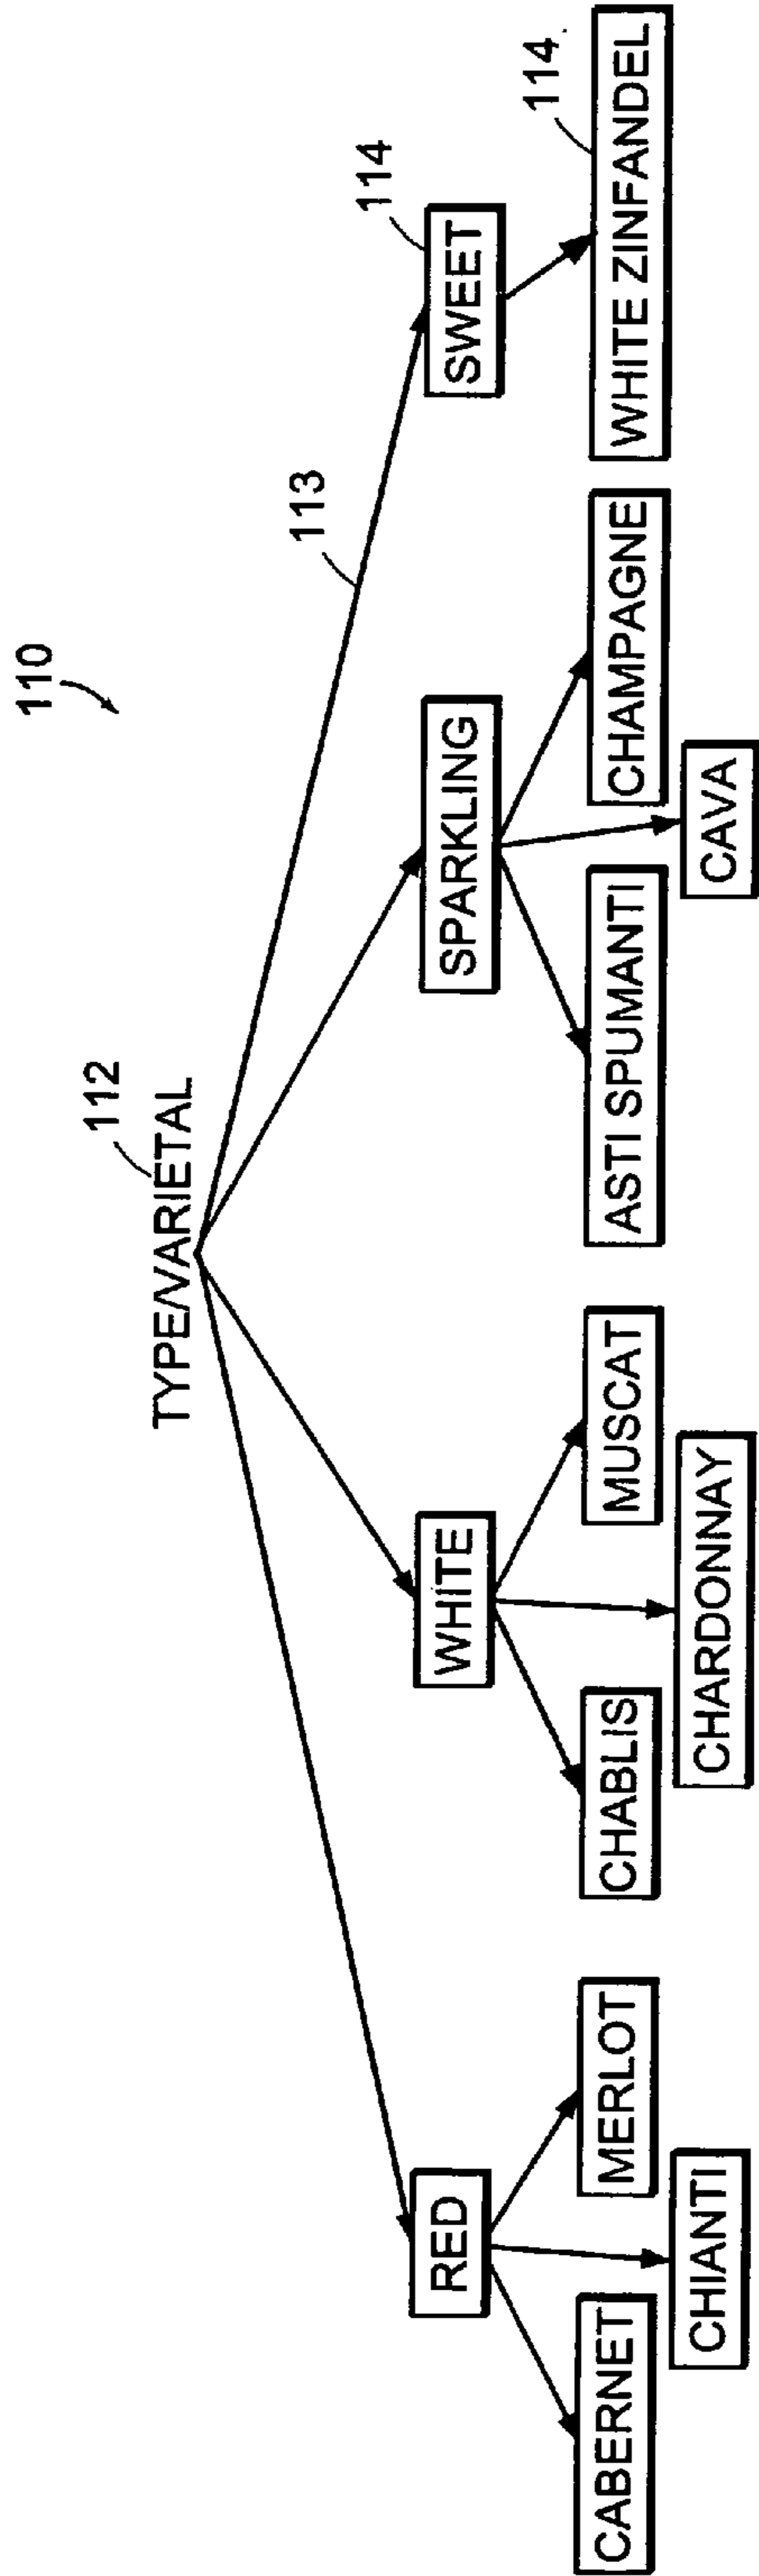 110
112
TYPE/VARIETAL
113
114
RED
WHITE
SPARKLING
SWEET
114
CABERNET
MERLOT
CHABLIS
MUSCAT
ASTI SPUMANTI
CHAMPAGNE
WHITE ZINFANDEL
CHIANTI
CHARDONNAY
CAVA